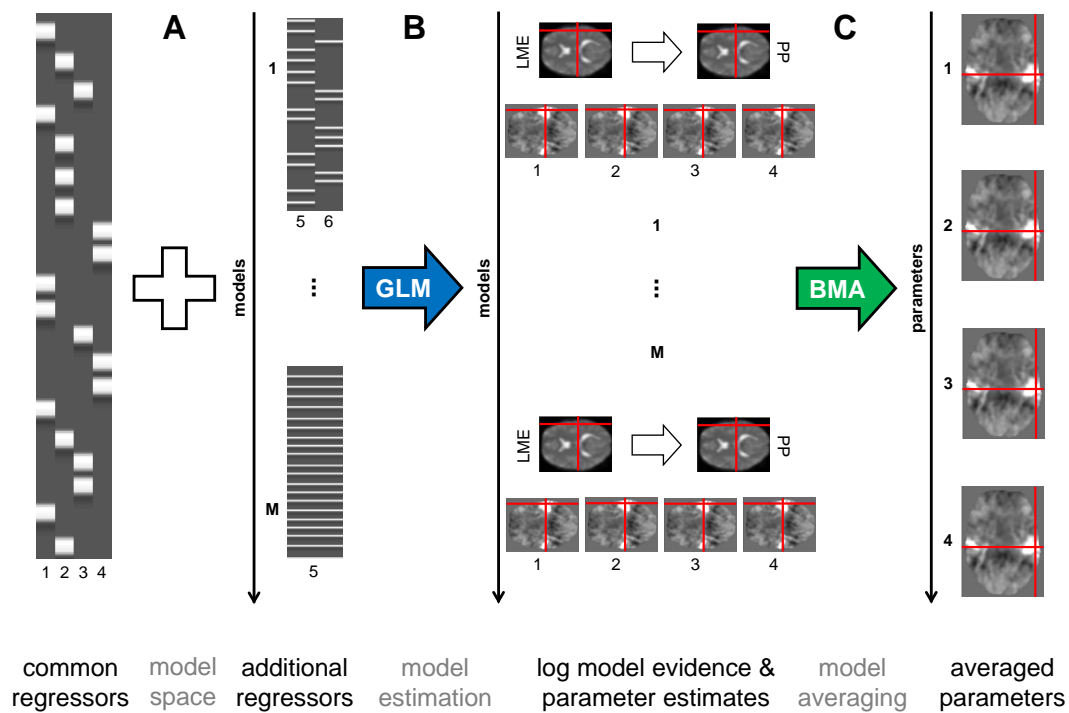 A
B
C
1
5 6
models
...
M
5
1 2 3 4
GLM
models
LME
PP
1 2 3 4
1
...
M
LME
PP
1 2 3 4
BMA
parameters
1
2
3
4
common
regressors
model
space
additional
regressors
model
estimation
log model evidence &
parameter estimates
model
averaging
averaged
parameters